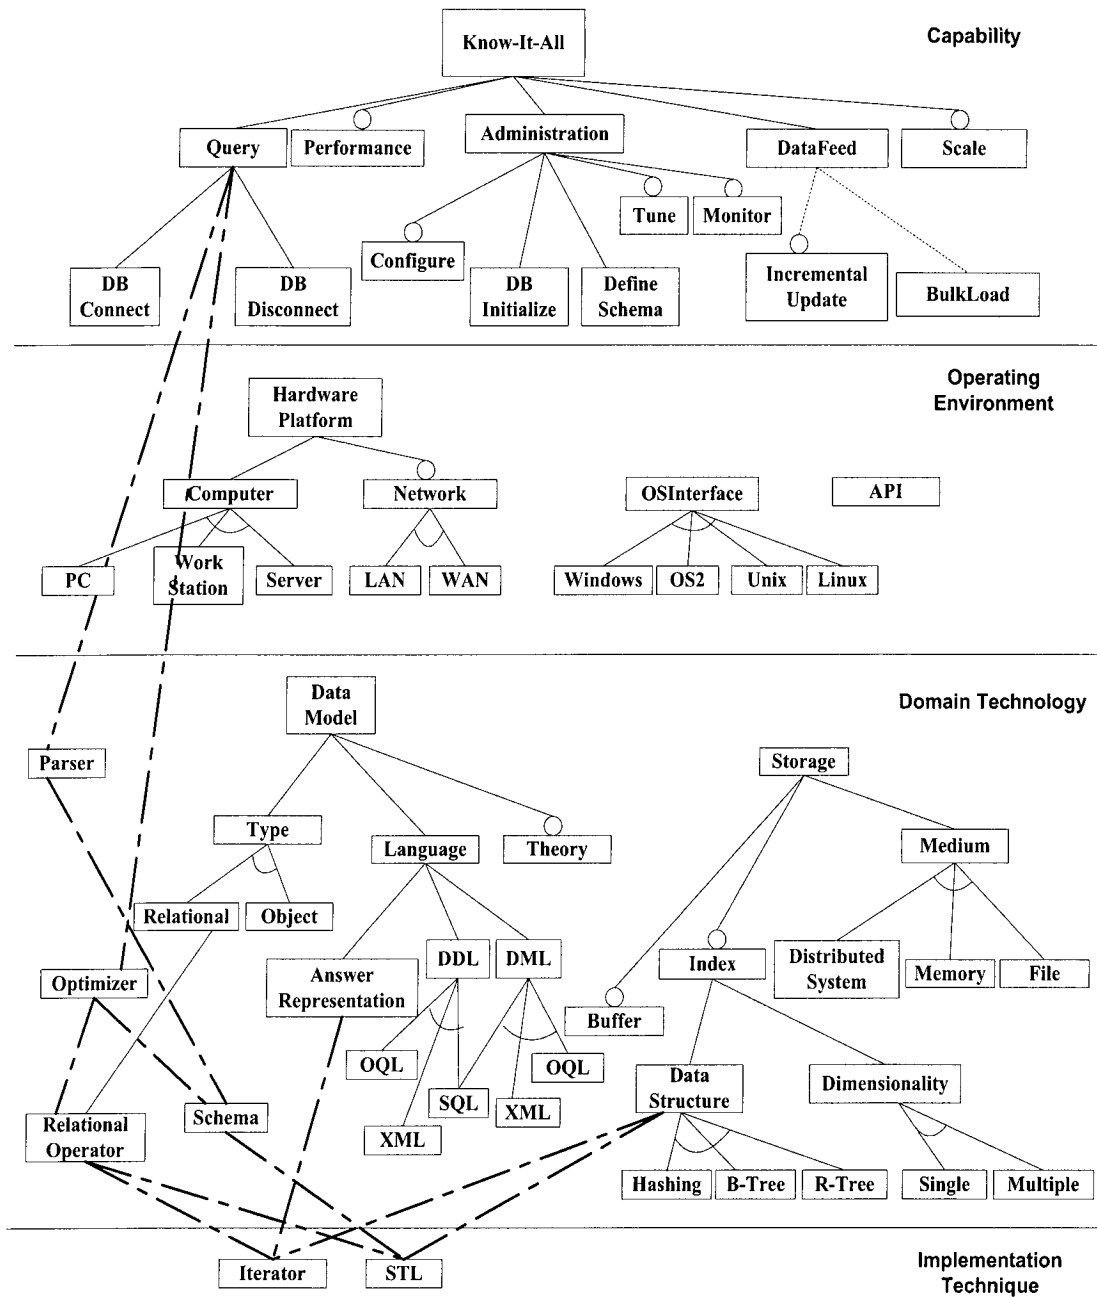 Know-It-All
Capability
Query
Performance
Administration
DataFeed
Scale
Tune
Monitor
Configure
DB
Connect
DB
Disconnect
DB
Initialize
Define
Schema
Incremental
Update
BulkLoad
Operating
Environment
Hardware
Platform
Computer
Network
OSInterface
API
PC
Work
Station
Server
LAN
WAN
Windows
OS2
Unix
Linux
Domain Technology
Data
Model
Parser
Storage
Type
Language
Theory
Medium
Relational
Object
Optimizer
Answer
Representation
DDL
DML
Index
Distributed
System
Memory
File
Buffer
OQL
OQL
SQL
XML
XML
Data
Structure
Dimensionality
Relational
Operator
Schema
Hashing
B-Tree
R-Tree
Single
Multiple
Iterator
STL
Implementation
Technique